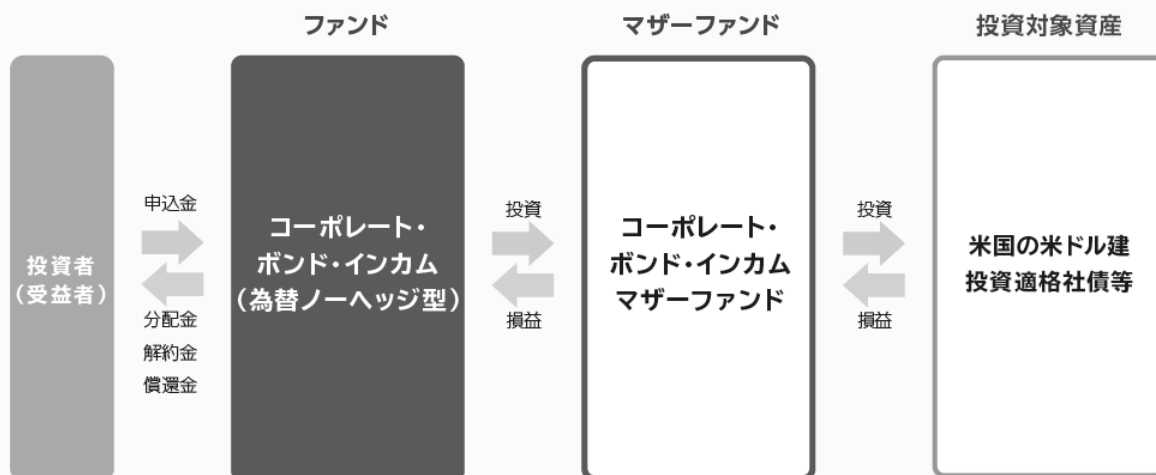 ファンド
マザーファンド
投資対象資産
投資者
（受益者）
申込金
分配金
解約金
償還金
コーポレート・
ボンド・インカム
（為替ノーヘッジ型）
投資
損益
コーポレート・
ボンド・インカム
マザーファンド
投資
損益
米国の米ドル建
投資適格社債等